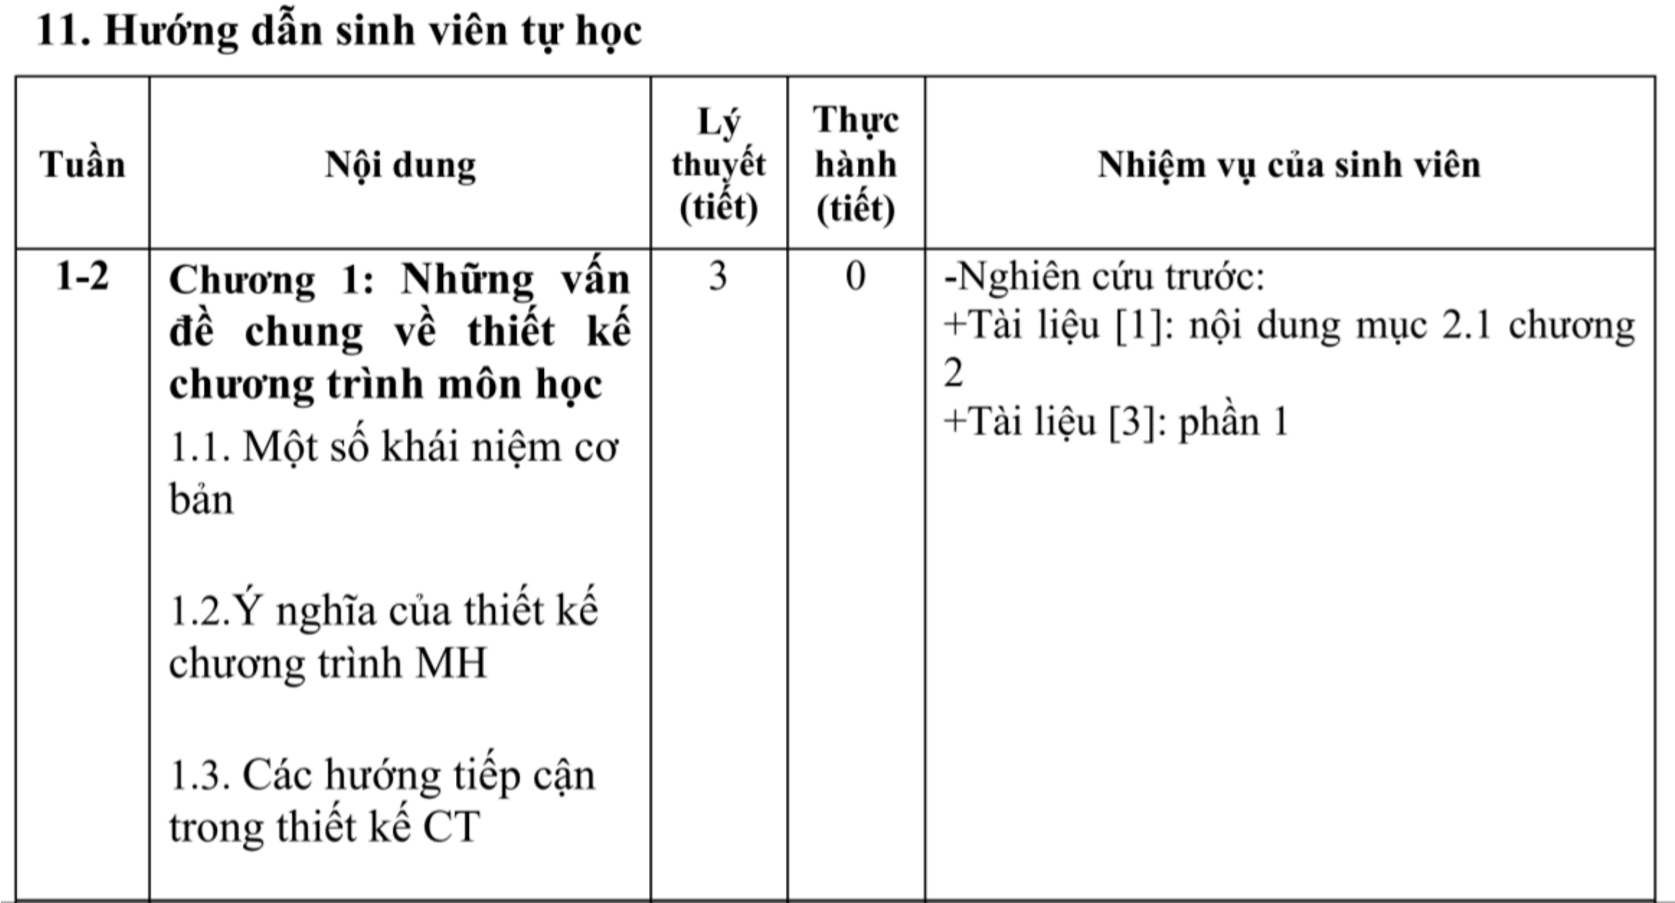 11. Hướng dẫn sinh viên tự học
Tuần
Nội dung
Lý
thuyết
(tiết)
Thực
hành
(tiết)
Nhiệm vụ của sinh viên
1-2
Chương 1: Những vấn
đề chung về thiết kế
chương trình môn học
1.1. Một số khái niệm cơ
bản
1.2.Ý nghĩa của thiết kế
chương trình MH
1.3. Các hướng tiếp cận
trong thiết kế CT
3
0
-Nghiên cứu trước:
+Tài liệu [1]: nội dung mục 2.1 chương
2
+Tài liệu [3]: phần 1